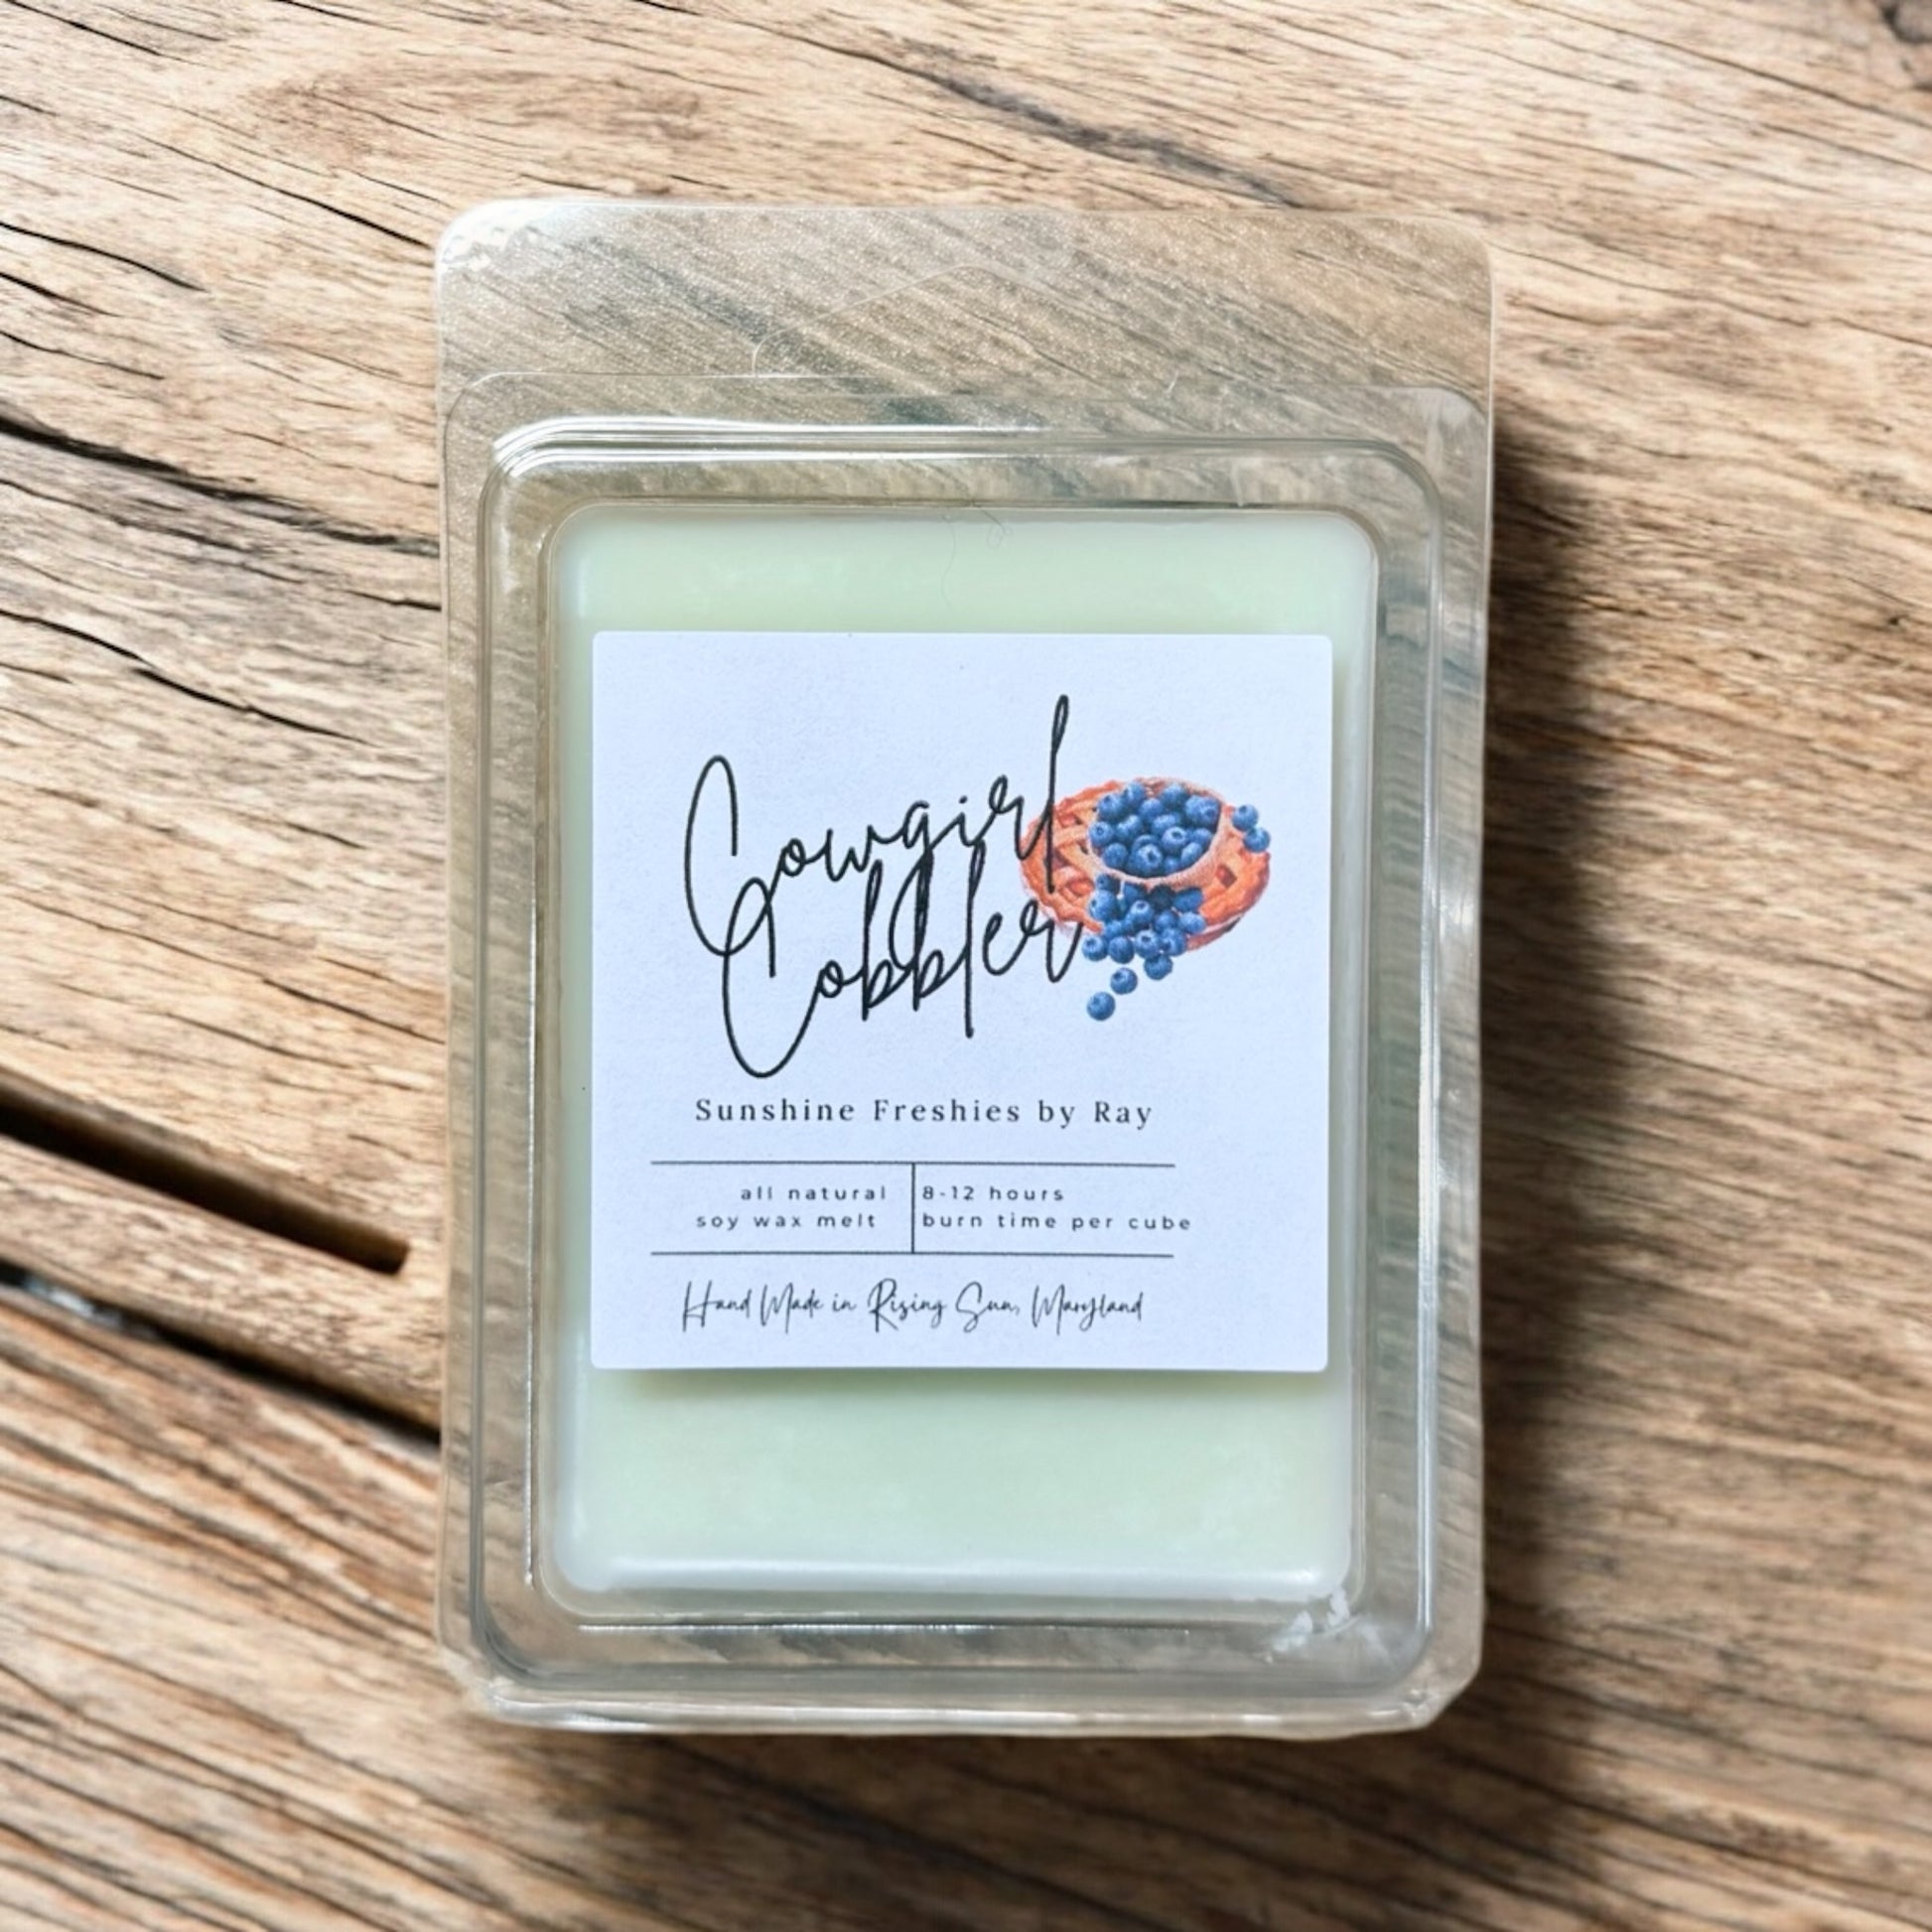 Cowgirl
Cobbler
Sunshine Freshies by Ray
all natural
soy wax melt
8-12 hours
burn time per cube
Hand Made in Rising Sun, Maryland